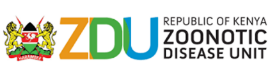 ZDU
REPUBLIC OF KENYA
ZOONOTIC
DISEASE UNIT